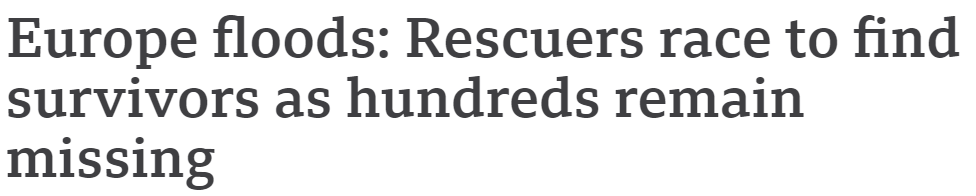 Europe floods: Rescuers race to find
survivors as hundreds remain
missing